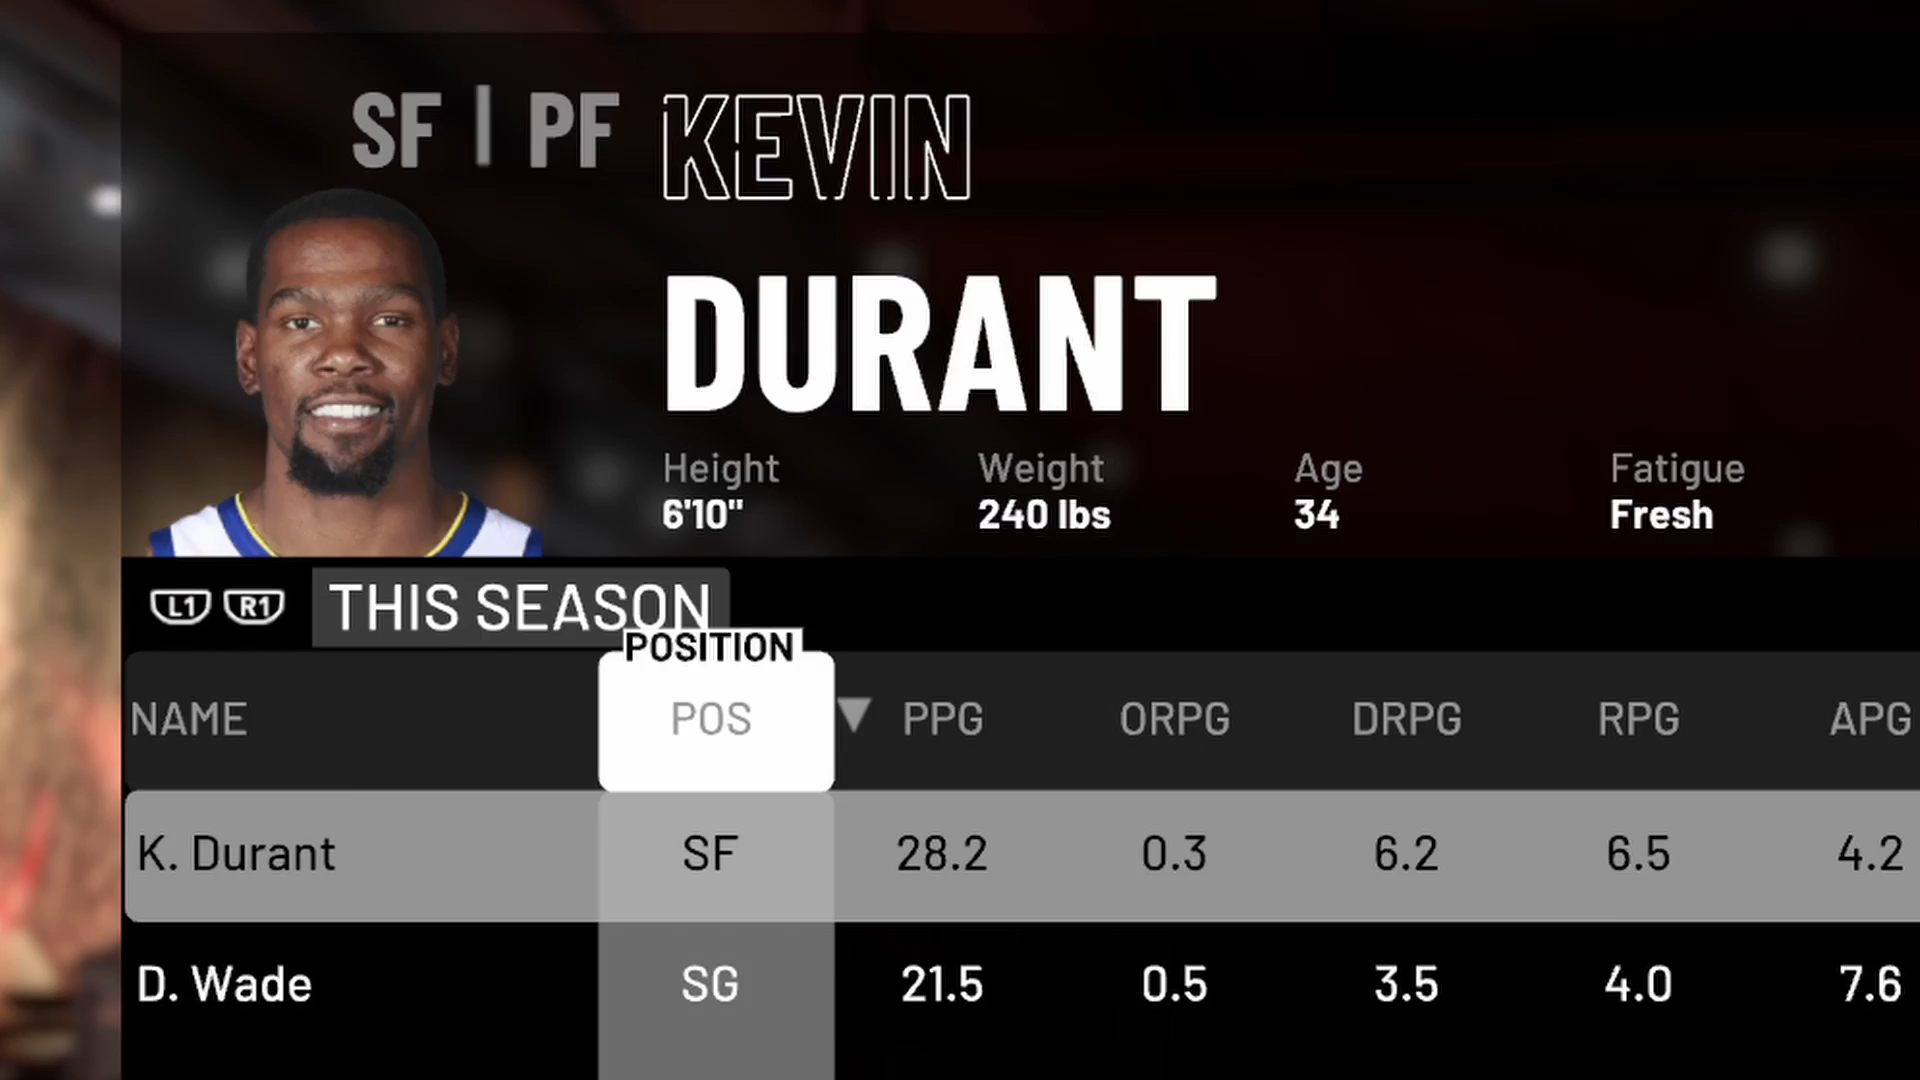 SF | PF KEVIN
DURANT
Height Weight Age Fatigue
6'10" 240 lbs 34 Fresh
L1 R1 THIS SEASON
POSITION
NAME POS PPG ORPG DRPG RPG APG
K. Durant SF 28.2 0.3 6.2 6.5 4.2
D. Wade SG 21.5 0.5 3.5 4.0 7.6